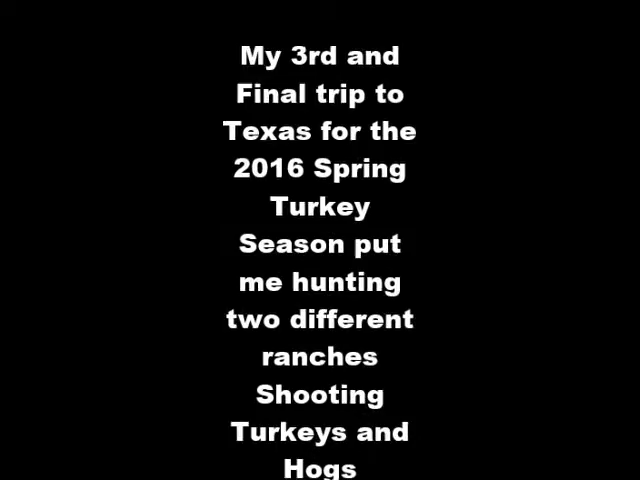 My 3rd and
Final trip to
Texas for the
2016 Spring
Turkey
Season put
me hunting
two different
ranches
Shooting
Turkeys and
Hogs